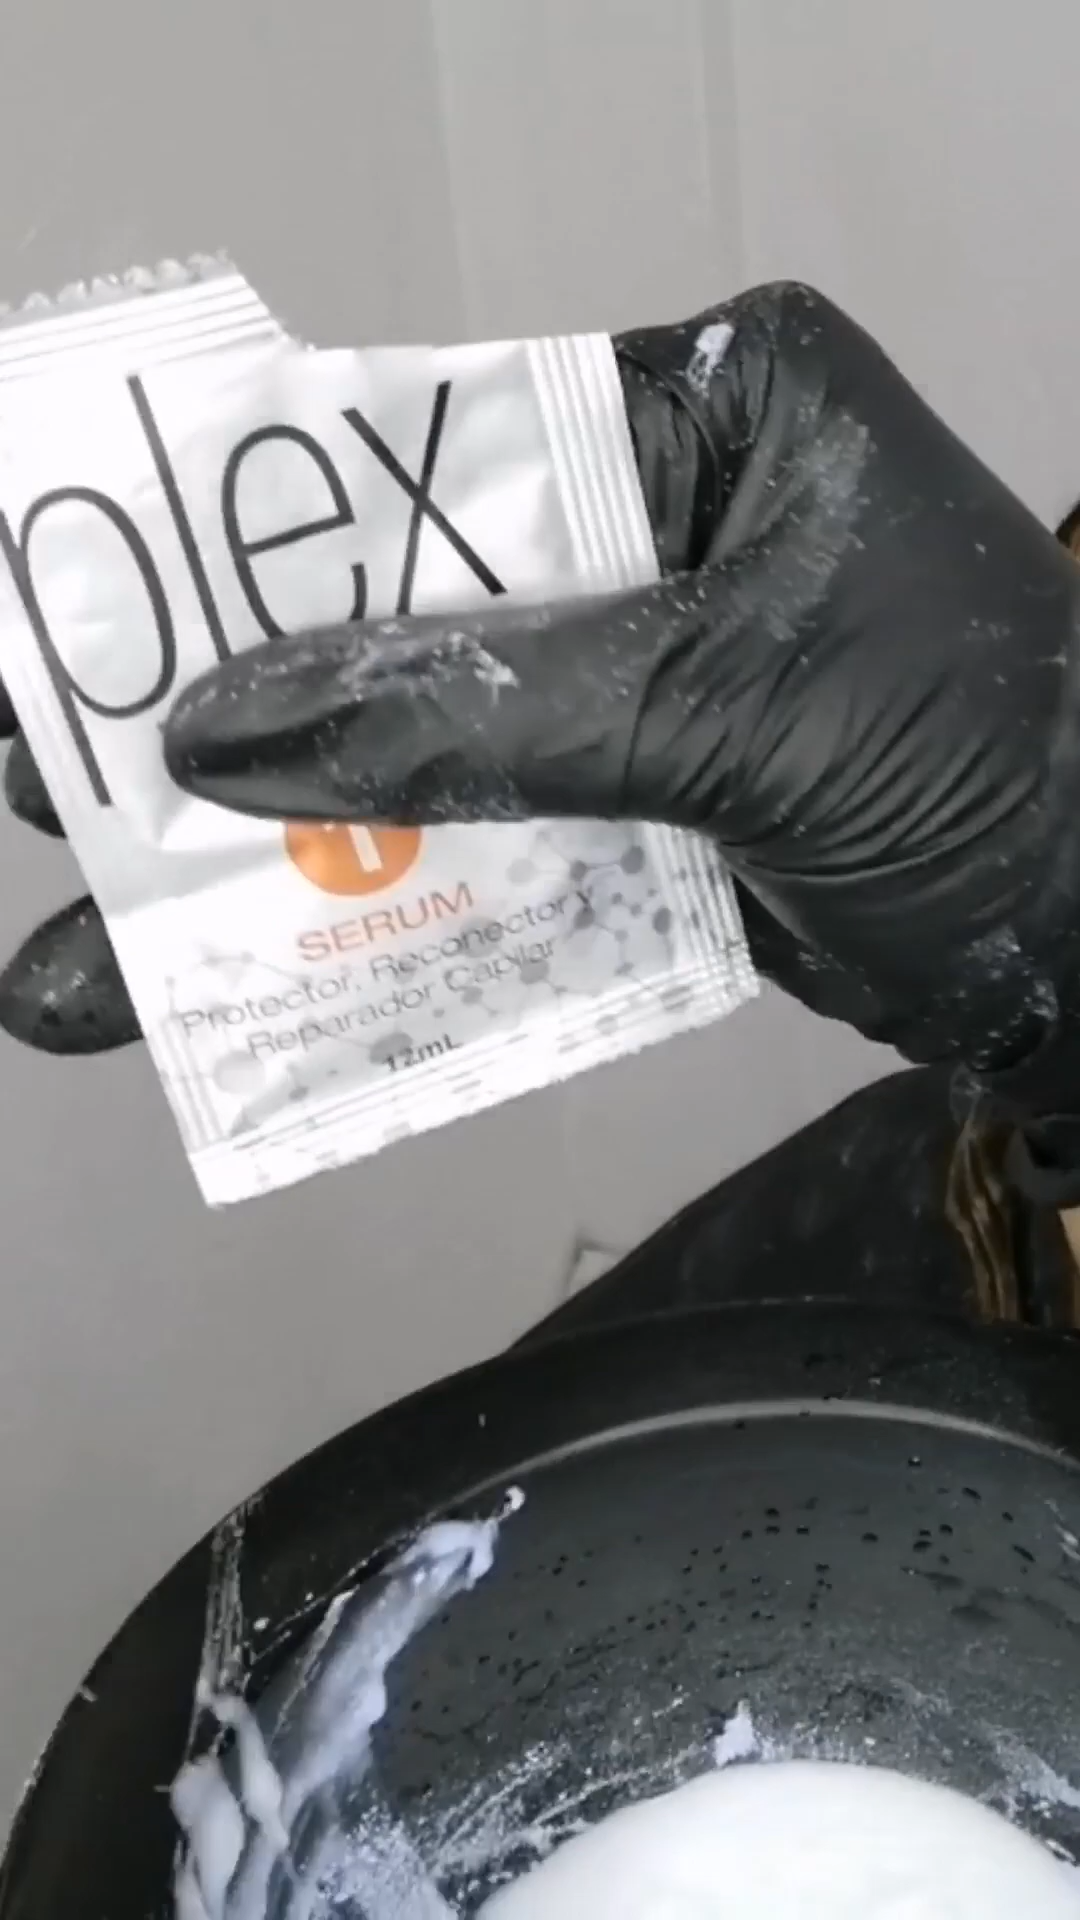 plex
1
SERUM
Protector, Reconector y
Reparador Capilar
12mL